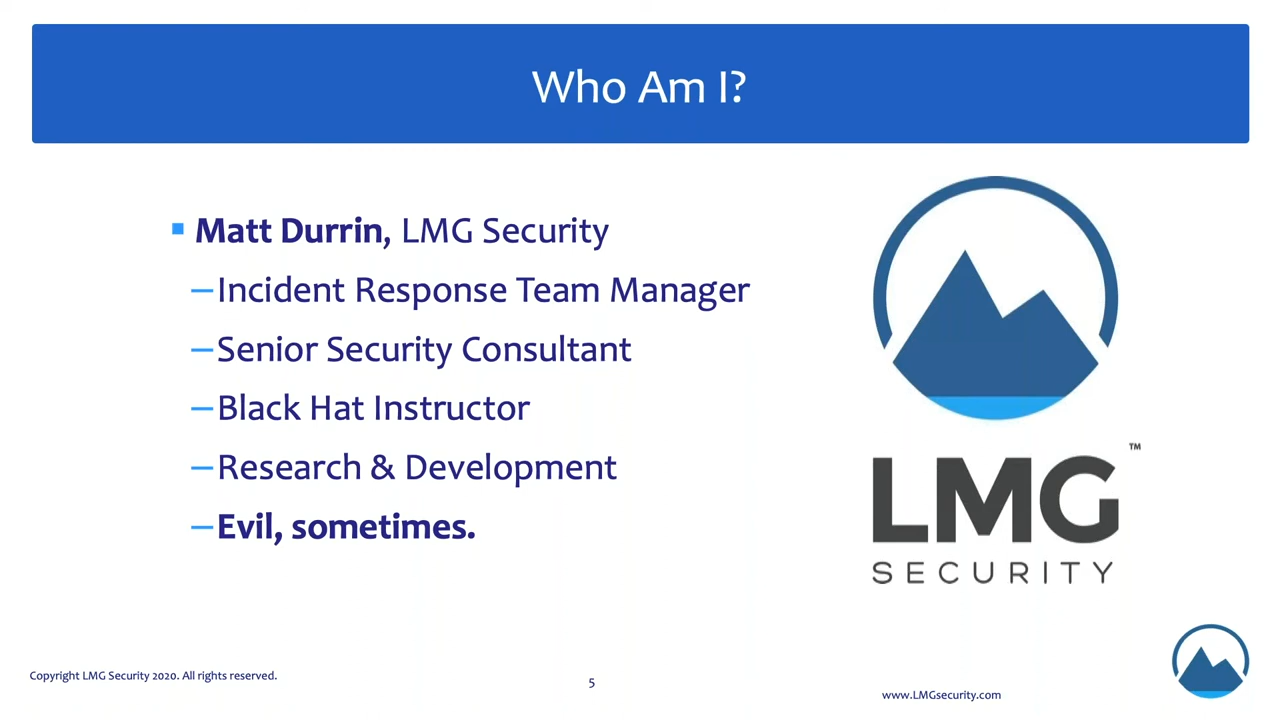 Who Am I?
Matt Durrin, LMG Security
–Incident Response Team Manager
–Senior Security Consultant
–Black Hat Instructor
–Research & Development
–Evil, sometimes.
LMG™
SECURITY
Copyright LMG Security 2020. All rights reserved.
5
www.LMGsecurity.com